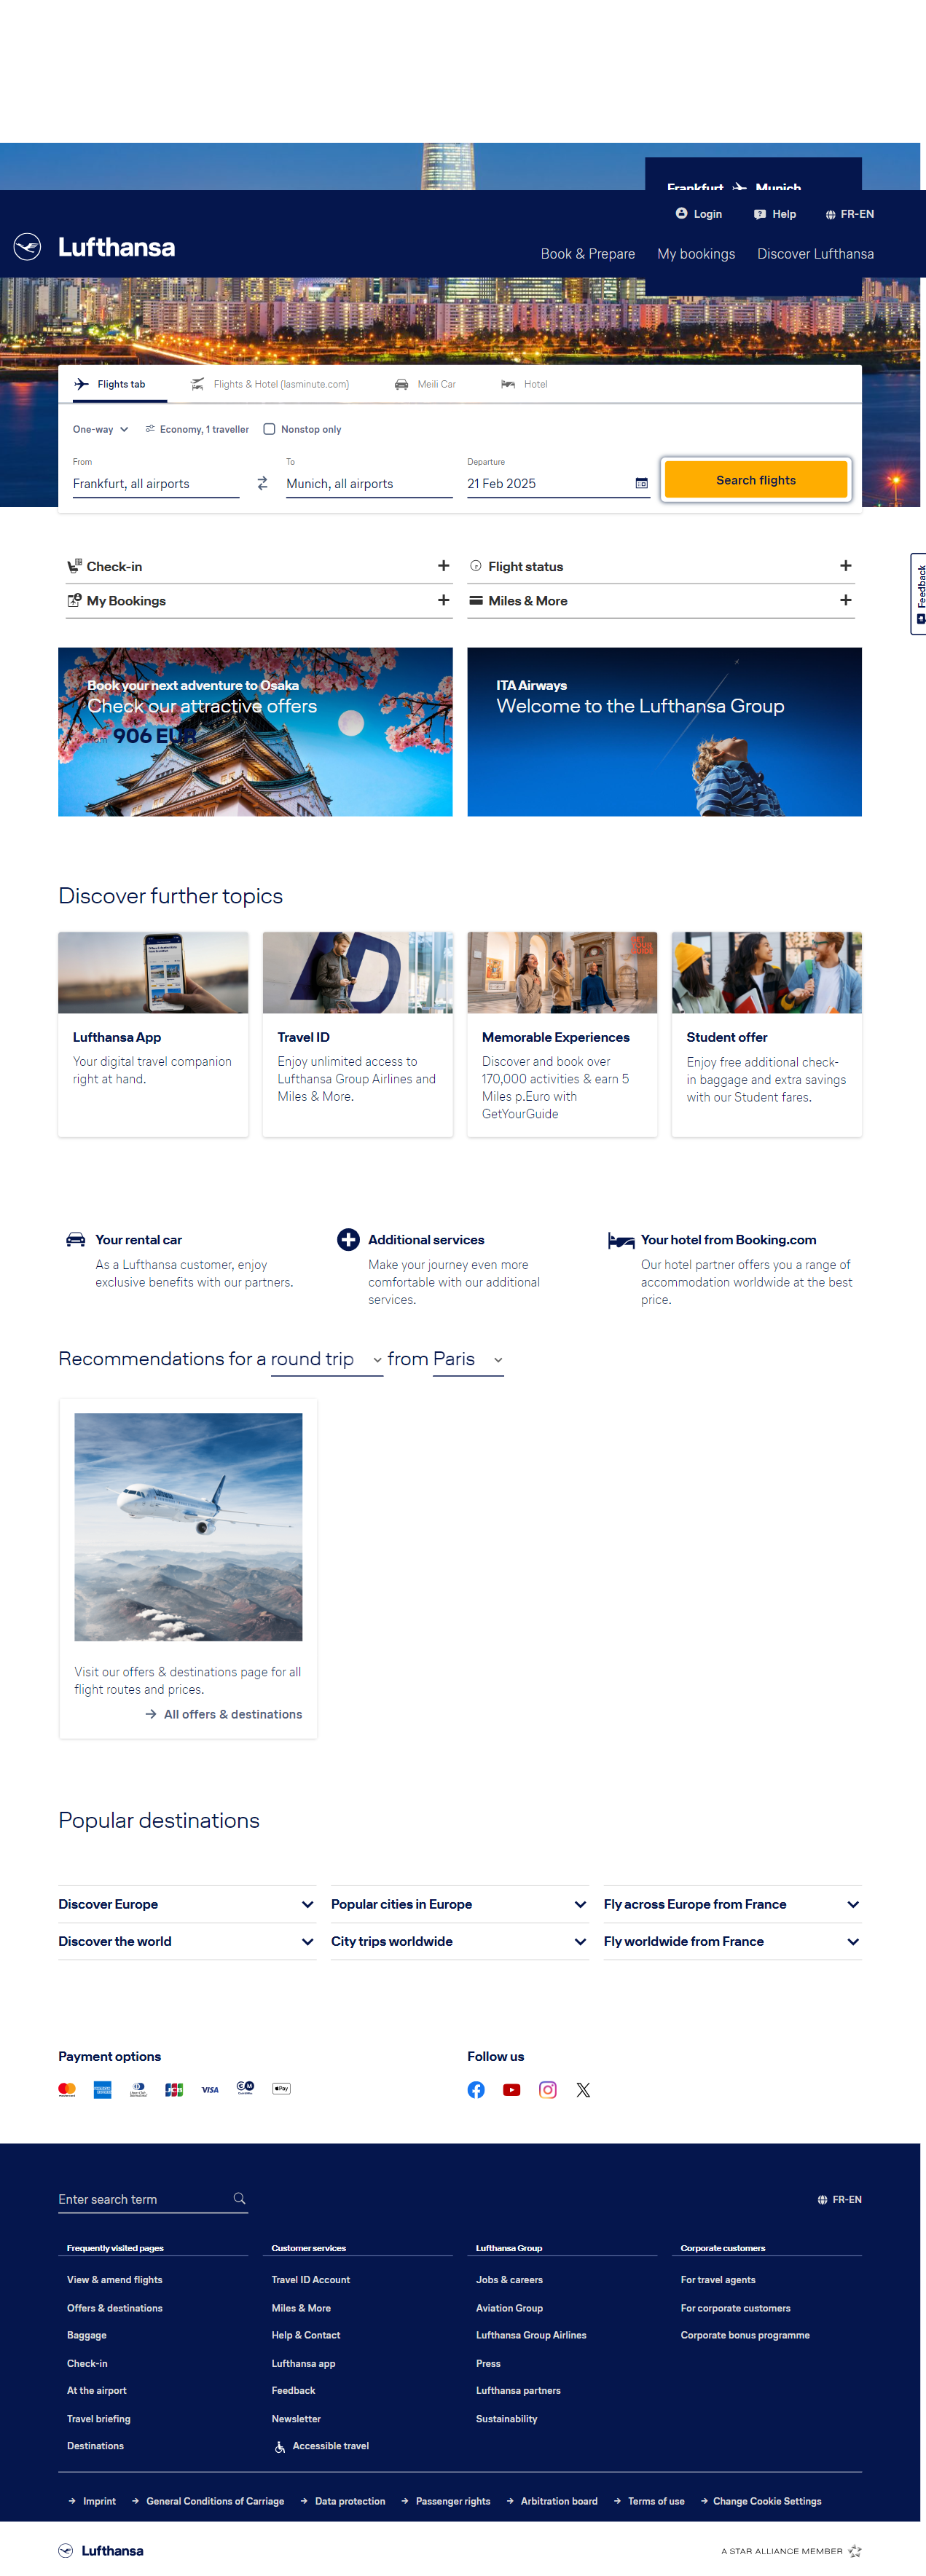 Frankfurt Munich
Login Help FR-EN
Lufthansa
Book & Prepare My bookings Discover Lufthansa
Flights tab Flights & Hotel (lasminute.com) Meili Car Hotel
One-way Economy, 1 traveller Nonstop only
From To Departure
Frankfurt, all airports Munich, all airports 21 Feb 2025
Search flights
Check-in Flight status
My Bookings Miles & More
Feedback
Book your next adventure to Osaka
Check our attractive offers
906 EUR
ITA Airways
Welcome to the Lufthansa Group
Discover further topics
Lufthansa App
Your digital travel companion
right at hand.
Travel ID
Enjoy unlimited access to
Lufthansa Group Airlines and
Miles & More.
Memorable Experiences
Discover and book over
170,000 activities & earn 5
Miles p.Euro with
GetYourGuide
Student offer
Enjoy free additional check-
in baggage and extra savings
with our Student fares.
Your rental car
As a Lufthansa customer, enjoy
exclusive benefits with our partners.
Additional services
Make your journey even more
comfortable with our additional
services.
Your hotel from Booking.com
Our hotel partner offers you a range of
accommodation worldwide at the best
price.
Recommendations for a round trip from Paris
Visit our offers & destinations page for all
flight routes and prices.
All offers & destinations
Popular destinations
Discover Europe Popular cities in Europe Fly across Europe from France
Discover the world City trips worldwide Fly worldwide from France
Payment options
VISA
Pay
Follow us
Enter search term
FR-EN
Frequently visited pages
View & amend flights
Offers & destinations
Baggage
Check-in
At the airport
Travel briefing
Destinations
Customer services
Travel ID Account
Miles & More
Help & Contact
Lufthansa app
Feedback
Newsletter
Accessible travel
Lufthansa Group
Jobs & careers
Aviation Group
Lufthansa Group Airlines
Press
Lufthansa partners
Sustainability
Corporate customers
For travel agents
For corporate customers
Corporate bonus programme
Imprint General Conditions of Carriage Data protection Passenger rights Arbitration board Terms of use Change Cookie Settings
Lufthansa
A STAR ALLIANCE MEMBER